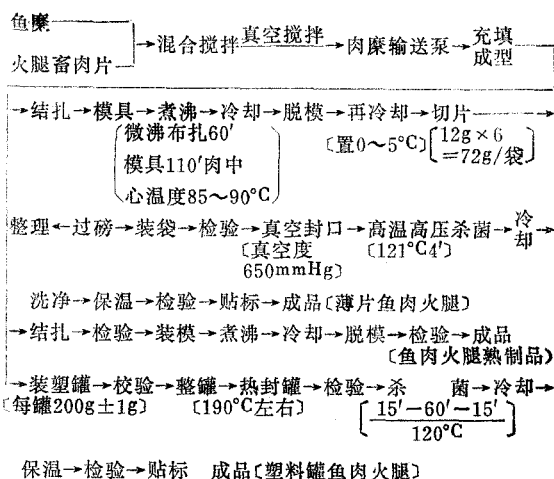 鱼糜
火腿畜肉片
→混合搅拌 真空搅拌→肉糜输送泵→充填成型
→结扎→模具→煮沸→冷却→脱模→再冷却→切片
(微沸布扎60′
模具110′肉中
心温度85～90°C)
〔置0～5°C〕
[12g×6
=72g/袋]
整理←过磅→装袋→检验→真空封口→高温高压杀菌→冷却→
〔真空度
650mmHg〕
〔121°C4′〕
洗净→保温→检验→贴标→成品〔薄片鱼肉火腿〕
→结扎→检验→装模→煮沸→冷却→脱模→检验→成品
〔鱼肉火腿熟制品〕
→装塑罐→校验→整罐→热封罐→检验→杀 菌→冷却→
〔每罐200g±1g〕
〔190°C左右〕
[15′—60′—15′
120°C]
保温→检验→贴标 成品〔塑料罐鱼肉火腿〕